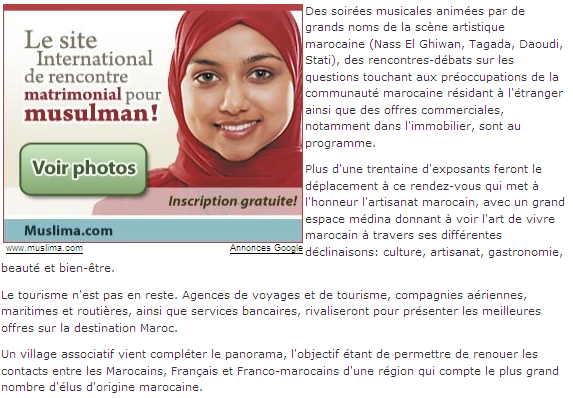 Le site
International
de rencontre
matrimonial pour
musulman!
Voir photos
Inscription gratuite!
Muslima.com
www.muslima.com
Annonces Google
Des soirées musicales animées par de
grands noms de la scène artistique
marocaine (Nass El Ghiwan, Tagada, Daoudi,
Stati), des rencontres-débats sur les
questions touchant aux préoccupations de la
communauté marocaine résidant à l'étranger
ainsi que des offres commerciales,
notamment dans l'immobilier, sont au
programme.
Plus d'une trentaine d'exposants feront le
déplacement à ce rendez-vous qui met à
l'honneur l'artisanat marocain, avec un grand
espace médina donnant à voir l'art de vivre
marocain à travers ses différentes
déclinaisons: culture, artisanat, gastronomie,
beauté et bien-être.
Le tourisme n'est pas en reste. Agences de voyages et de tourisme, compagnies aériennes,
maritimes et routières, ainsi que services bancaires, rivaliseront pour présenter les meilleures
offres sur la destination Maroc.
Un village associatif vient compléter le panorama, l'objectif étant de permettre de renouer les
contacts entre les Marocains, Français et Franco-marocains d'une région qui compte le plus grand
nombre d'élus d'origine marocaine.